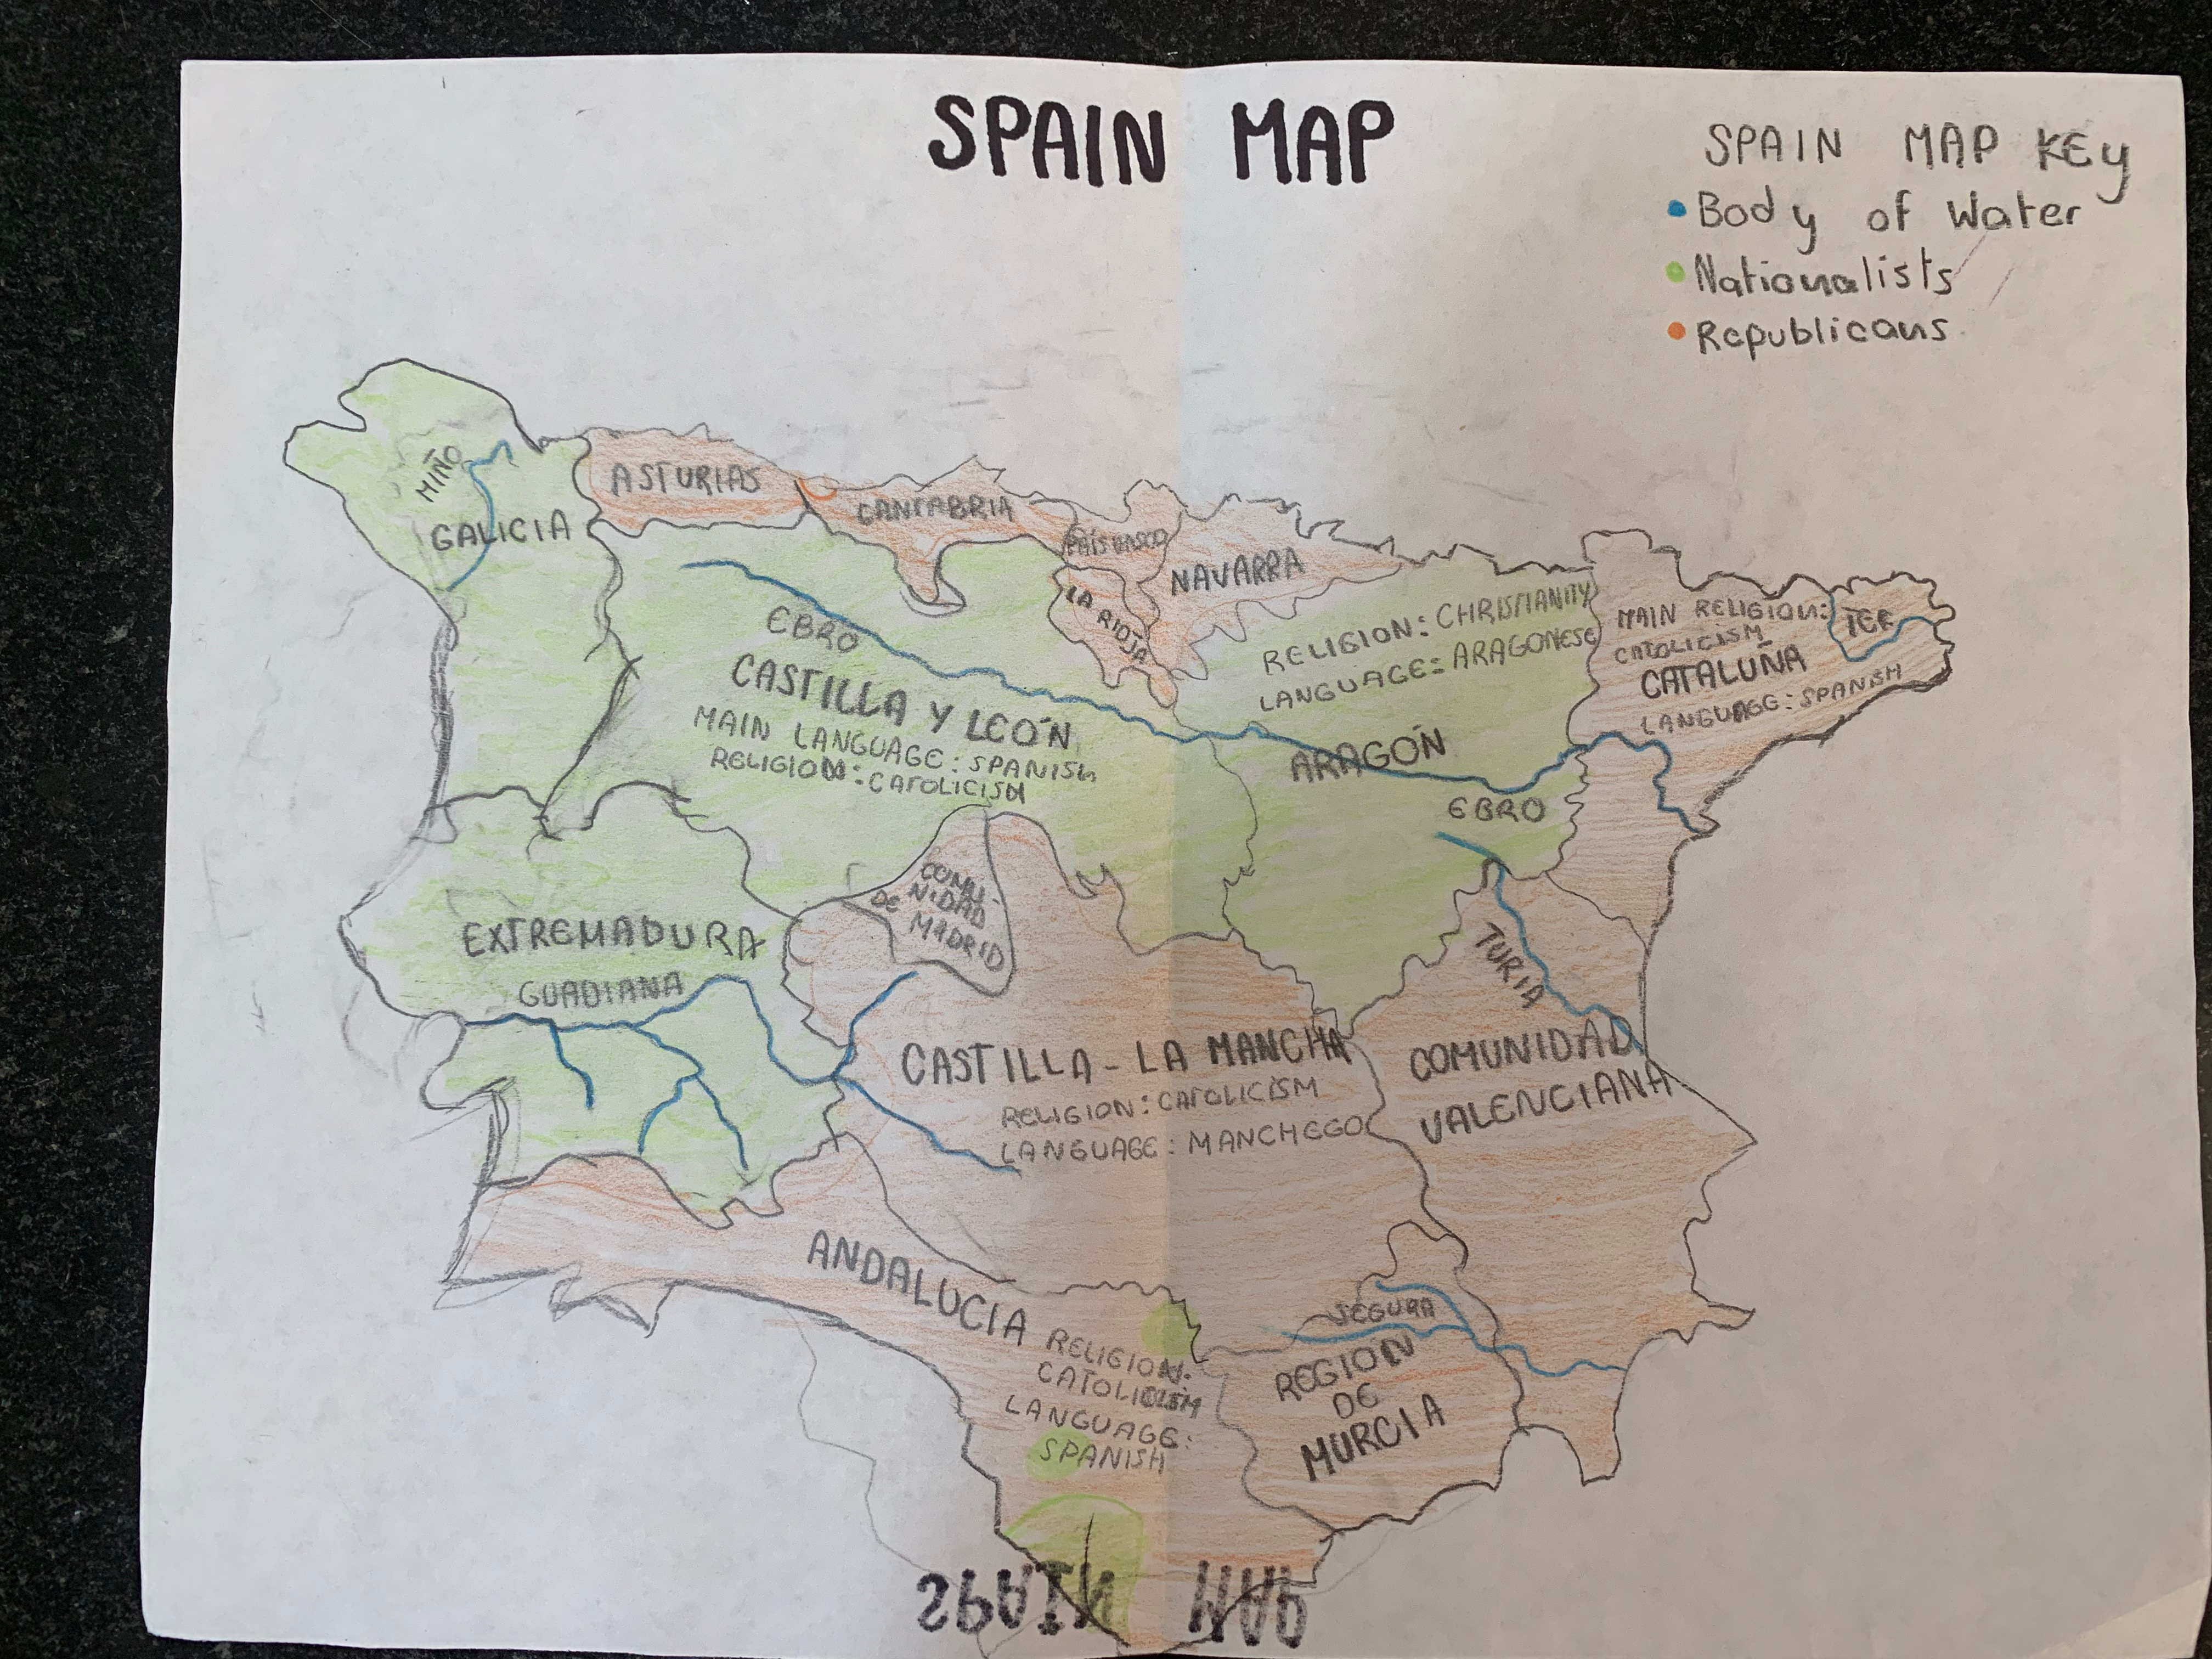 SPAIN MAP
SPAIN MAP KEy
Body of Water
Nationalists
Republicans
MIÑO
GALICIA
ASTURIAS
CANTABRIA
PAÍS VASCO
NAVARRA
LA RIOJA
EBRO
CASTILLA Y LEÓN
MAIN LANGUAGE: SPANISH
RELIGION: CATOLICISM
RELIGION: CHRISTIANITY
LANGUAGE: ARAGONESE
ARAGÓN
EBRO
MAIN RELIGION:
CATOLICISM
TER
CATALUÑA
LANGUAGE: SPANISH
COMU-
NIDAD
DE MADRID
EXTREMADURA
GUADIANA
TURIA
CASTILLA - LA MANCHA
RELIGION: CATOLICISM
LANGUAGE: MANCHEGO
COMUNIDAD
VALENCIANA
ANDALUCIA
RELIGION:
CATOLICISM
LANGUAGE:
SPANISH
SEGURA
REGION
DE
MURCIA
SPAIN MAP